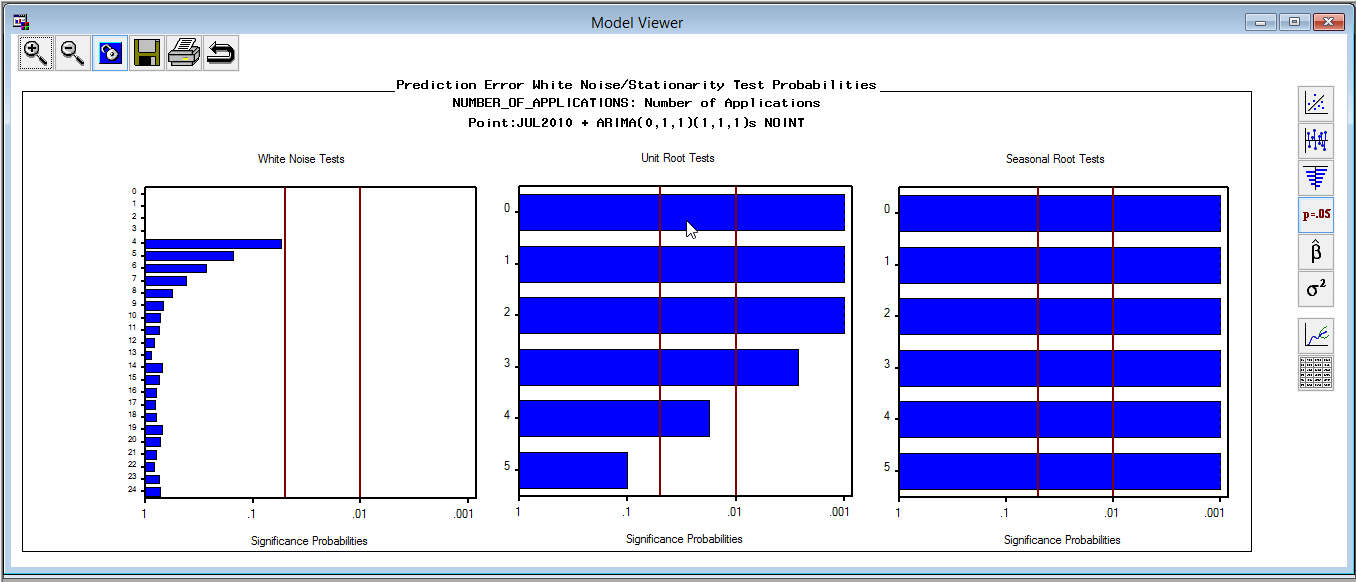 Model Viewer
Prediction Error White Noise/Stationarity Test Probabilities
NUMBER_OF_APPLICATIONS: Number of Applications
Point:JUL2010 + ARIMA(0,1,1)(1,1,1)s NOINT
White Noise Tests
0
1
2
3
4
5
6
7
8
9
10
11
12
13
14
15
16
17
18
19
20
21
22
23
24
1 .1 .01 .001
Significance Probabilities
Unit Root Tests
0
1
2
3
4
5
1 .1 .01 .001
Significance Probabilities
Seasonal Root Tests
0
1
2
3
4
5
1 .1 .01 .001
Significance Probabilities
p=.05
β̂
σ²